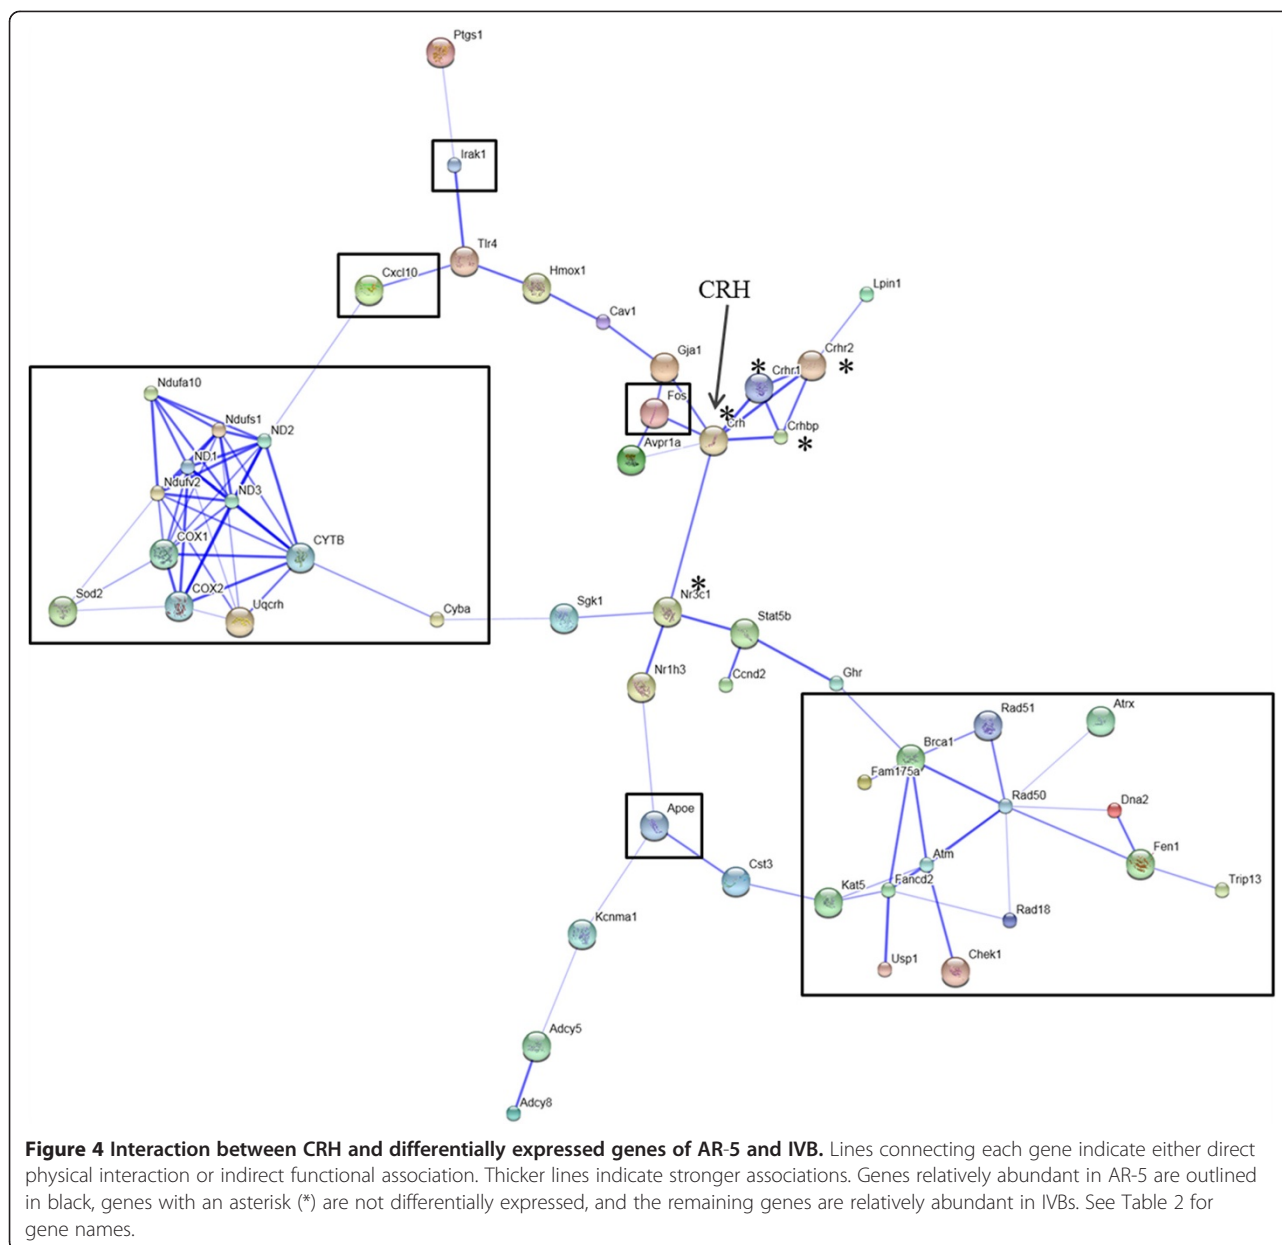 Ptgs1
Irak1
Tlr4
Cxcl10
Hmox1
Cav1
CRH
Lpin1
Gja1
Crhr2
*
Crhr1
*
Fos
*
Crh
Crhbp
*
Avpr1a
Ndufa10
Ndufs1
ND2
ND1
Ndufv2
ND3
COX1
CYTB
COX2
Sod2
Uqcrh
Cyba
Sgk1
*
Nr3c1
Stat5b
Nr1h3
Ccnd2
Ghr
Rad51
Atrx
Brca1
Fam175a
Rad50
Dna2
Apoe
Atm
Fen1
Cst3
Kat5
Fancd2
Trip13
Rad18
Kcnma1
Usp1
Chek1
Adcy5
Adcy8
Figure 4 Interaction between CRH and differentially expressed genes of AR-5 and IVB. Lines connecting each gene indicate either direct
physical interaction or indirect functional association. Thicker lines indicate stronger associations. Genes relatively abundant in AR-5 are outlined
in black, genes with an asterisk (*) are not differentially expressed, and the remaining genes are relatively abundant in IVBs. See Table 2 for
gene names.